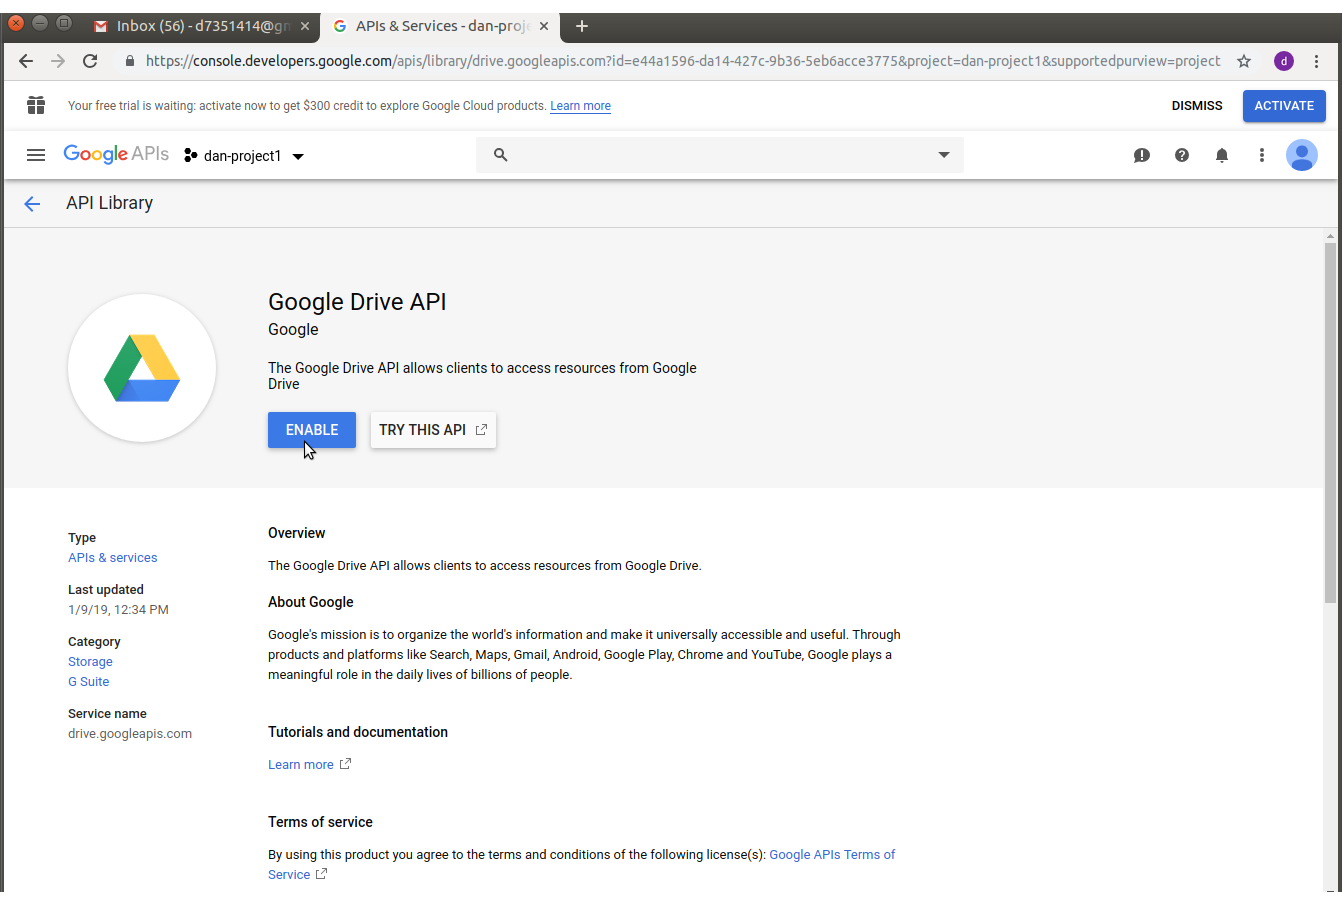 Inbox (56) - d7351414@gm
APIs & Services - dan-proje
https://console.developers.google.com/apis/library/drive.googleapis.com?id=e44a1596-da14-427c-9b36-5eb6acce3775&project=dan-project1&supportedpurview=project
d
Your free trial is waiting: activate now to get $300 credit to explore Google Cloud products. Learn more
DISMISS
ACTIVATE
Google APIs
dan-project1
API Library
Google Drive API
Google
The Google Drive API allows clients to access resources from Google
Drive
ENABLE
TRY THIS API
Type
APIs & services
Last updated
1/9/19, 12:34 PM
Category
Storage
G Suite
Service name
drive.googleapis.com
Overview
The Google Drive API allows clients to access resources from Google Drive.
About Google
Google's mission is to organize the world's information and make it universally accessible and useful. Through
products and platforms like Search, Maps, Gmail, Android, Google Play, Chrome and YouTube, Google plays a
meaningful role in the daily lives of billions of people.
Tutorials and documentation
Learn more
Terms of service
By using this product you agree to the terms and conditions of the following license(s): Google APIs Terms of
Service